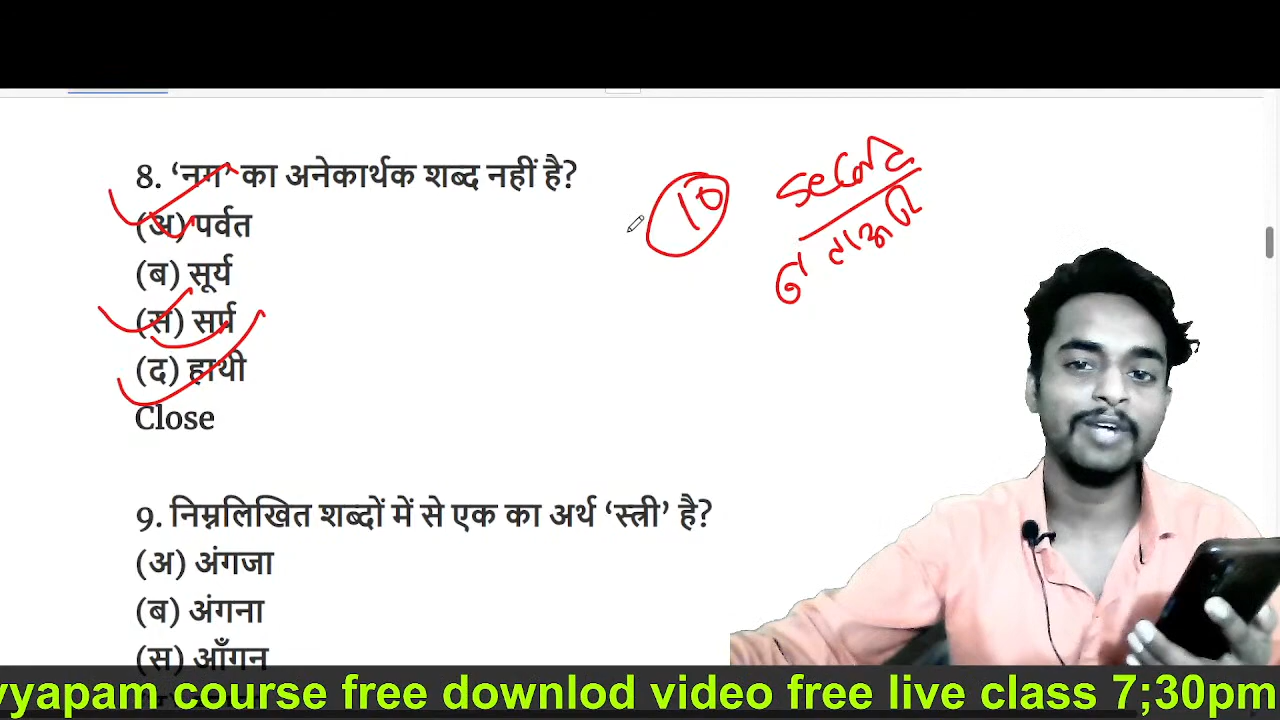 8. ‘नग’ का अनेकार्थक शब्द नहीं है?
(अ) पर्वत
(ब) सूर्य
(स) सर्प
(द) हाथी
Close
10 second
9. निम्नलिखित शब्दों में से एक का अर्थ ‘स्त्री’ है?
(अ) अंगजा
(ब) अंगना
(स) आँगन
vyapam course free downlod video free live class 7;30pm